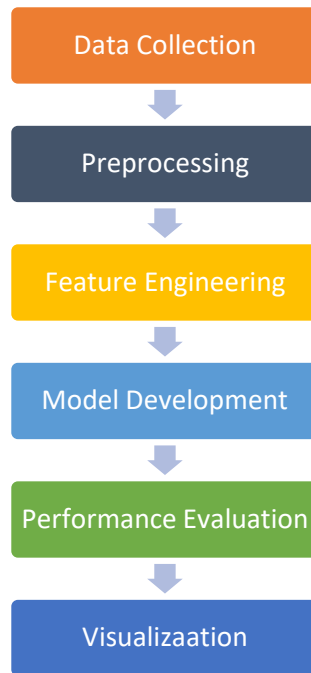 Data Collection
Preprocessing
Feature Engineering
Model Development
Performance Evaluation
Visualizaation